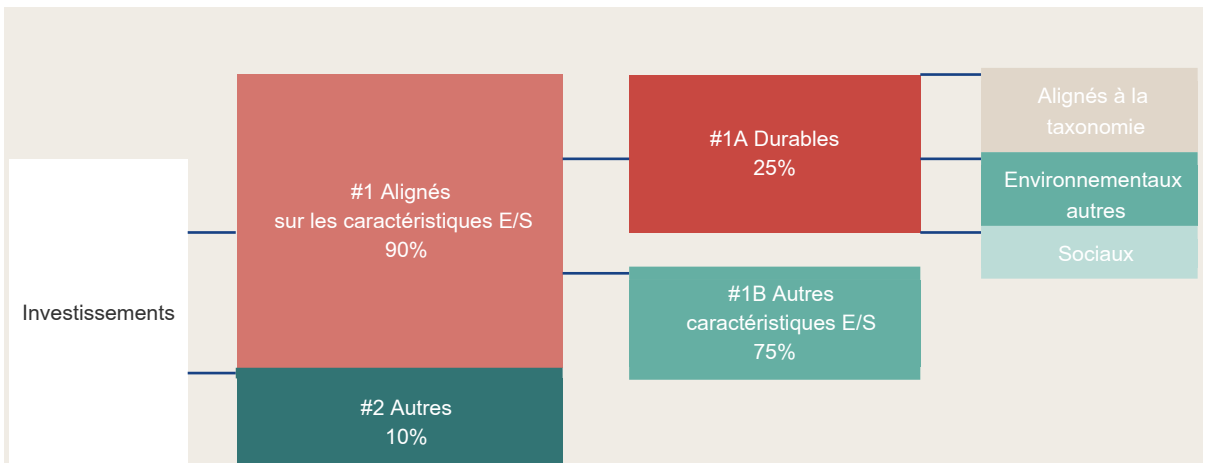 Investissements
#1 Alignés
sur les caractéristiques E/S
90%
#2 Autres
10%
#1A Durables
25%
#1B Autres
caractéristiques E/S
75%
Alignés à la
taxonomie
Environnementaux
autres
Sociaux